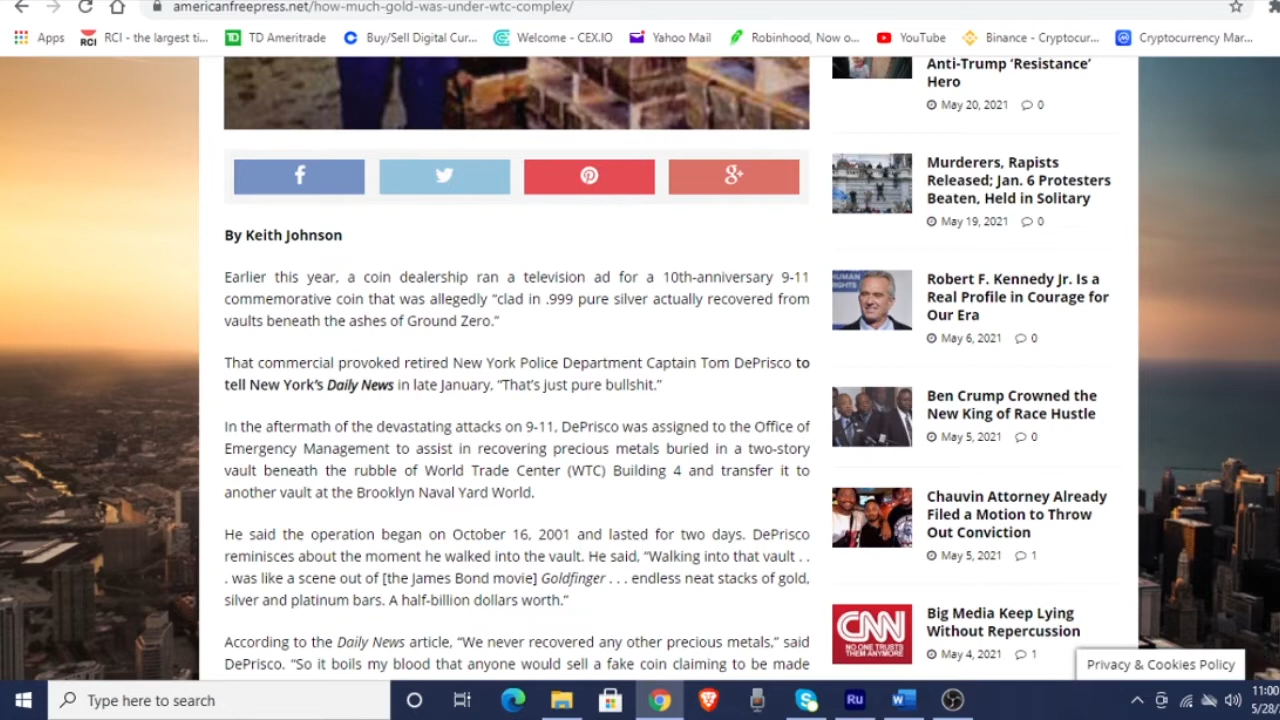 americanfreepress.net/how-much-gold-was-under-wtc-complex/
Apps RCI RCI - the largest ti... TD Ameritrade Buy/Sell Digital Cur... Welcome - CEX.IO Yahoo Mail Robinhood, Now o... YouTube Binance - Cryptocur... Cryptocurrency Mar...
By Keith Johnson
Earlier this year, a coin dealership ran a television ad for a 10th-anniversary 9-11
commemorative coin that was allegedly “clad in .999 pure silver actually recovered from
vaults beneath the ashes of Ground Zero.”
That commercial provoked retired New York Police Department Captain Tom DePrisco to
tell New York’s Daily News in late January, “That’s just pure bullshit.”
In the aftermath of the devastating attacks on 9-11, DePrisco was assigned to the Office of
Emergency Management to assist in recovering precious metals buried in a two-story
vault beneath the rubble of World Trade Center (WTC) Building 4 and transfer it to
another vault at the Brooklyn Naval Yard World.
He said the operation began on October 16, 2001 and lasted for two days. DePrisco
reminisces about the moment he walked into the vault. He said, “Walking into that vault . .
. was like a scene out of [the James Bond movie] Goldfinger . . . endless neat stacks of gold,
silver and platinum bars. A half-billion dollars worth.”
According to the Daily News article, “We never recovered any other precious metals,” said
DePrisco. “So it boils my blood that anyone would sell a fake coin claiming to be made
Anti-Trump ‘Resistance’
Hero
May 20, 2021 0
Murderers, Rapists
Released; Jan. 6 Protesters
Beaten, Held in Solitary
May 19, 2021 0
HUMAN
RIGHTS
Robert F. Kennedy Jr. Is a
Real Profile in Courage for
Our Era
May 6, 2021 0
Ben Crump Crowned the
New King of Race Hustle
May 5, 2021 0
Chauvin Attorney Already
Filed a Motion to Throw
Out Conviction
May 5, 2021 1
CNN
NO ONE TRUSTS
THEM ANYMORE
Big Media Keep Lying
Without Repercussion
May 4, 2021 1
Privacy & Cookies Policy
Type here to search
Ru
11:00
5/28/